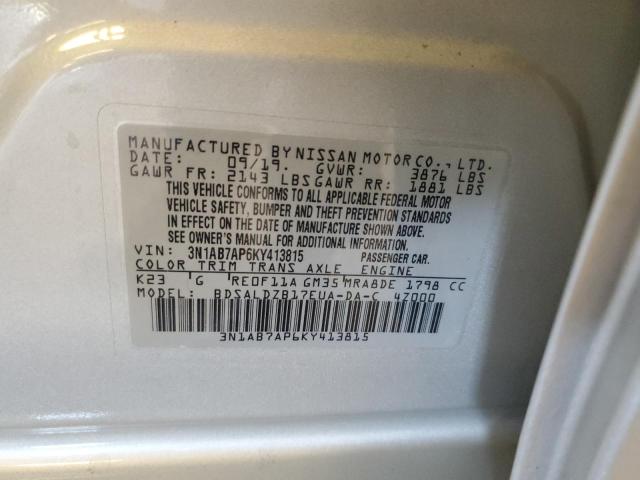 MANUFACTURED BY NISSAN MOTOR CO., LTD.
DATE: 09/19. GVWR: 3876 LBS
GAWR FR: 2143 LBS GAWR RR: 1881 LBS
THIS VEHICLE CONFORMS TO ALL APPLICABLE FEDERAL MOTOR
VEHICLE SAFETY, BUMPER AND THEFT PREVENTION STANDARDS
IN EFFECT ON THE DATE OF MANUFACTURE SHOWN ABOVE.
SEE OWNER'S MANUAL FOR ADDITIONAL INFORMATION.
VIN: 3N1AB7AP6KY413815 PASSENGER CAR.
COLOR TRIM TRANS AXLE ENGINE
K23 G RE0F11A GM35 MRA8DE 1798 CC
MODEL: BDSALDZB17EUA-DA-C 4Z000
3N1AB7AP6KY413815